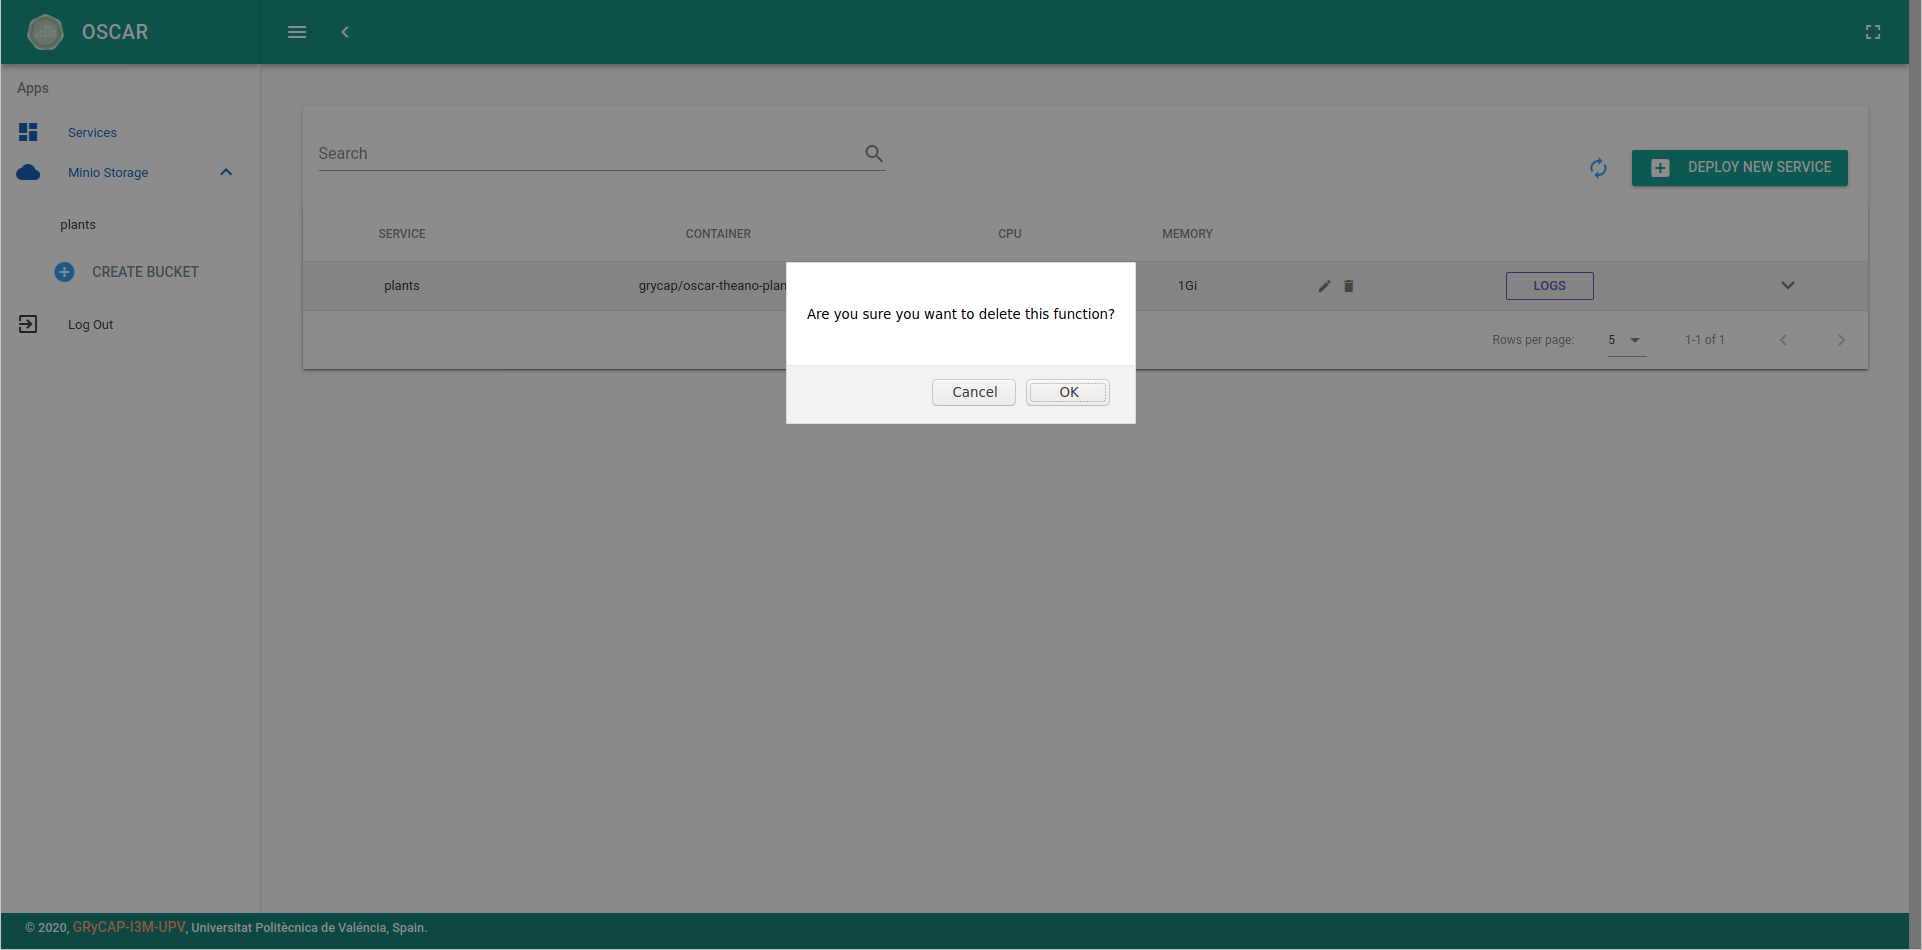 OSCAR
Apps
Services
Minio Storage
plants
CREATE BUCKET
Log Out
Search
DEPLOY NEW SERVICE
SERVICE CONTAINER CPU MEMORY
plants grycap/oscar-theano-plan 1Gi LOGS
Rows per page: 5 1-1 of 1
Are you sure you want to delete this function?
Cancel OK
© 2020, GRyCAP-I3M-UPV, Universitat Politècnica de Valéncia, Spain.